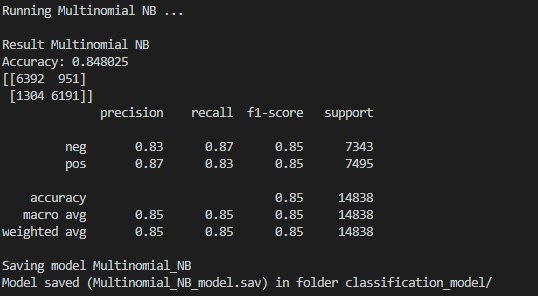 Running Multinomial NB ...
Result Multinomial NB
Accuracy: 0.848025
[[6392  951]
 [1304 6191]]
              precision    recall  f1-score   support
         neg       0.83      0.87      0.85      7343
         pos       0.87      0.83      0.85      7495
    accuracy                           0.85     14838
   macro avg       0.85      0.85      0.85     14838
weighted avg       0.85      0.85      0.85     14838
Saving model Multinomial_NB
Model saved (Multinomial_NB_model.sav) in folder classification_model/